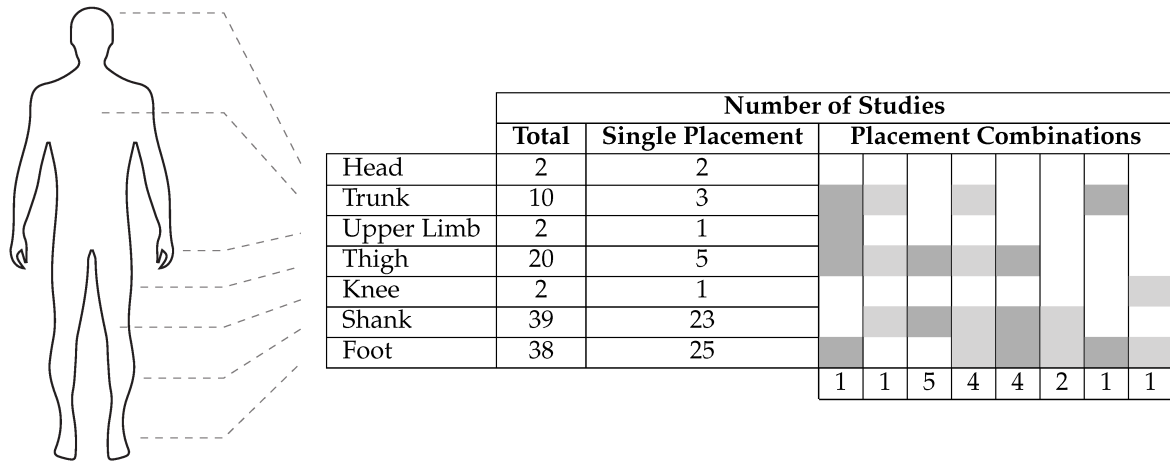 Number of Studies
Total Single Placement Placement Combinations
Head 2 2
Trunk 10 3
Upper Limb 2 1
Thigh 20 5
Knee 2 1
Shank 39 23
Foot 38 25
1 1 5 4 4 2 1 1